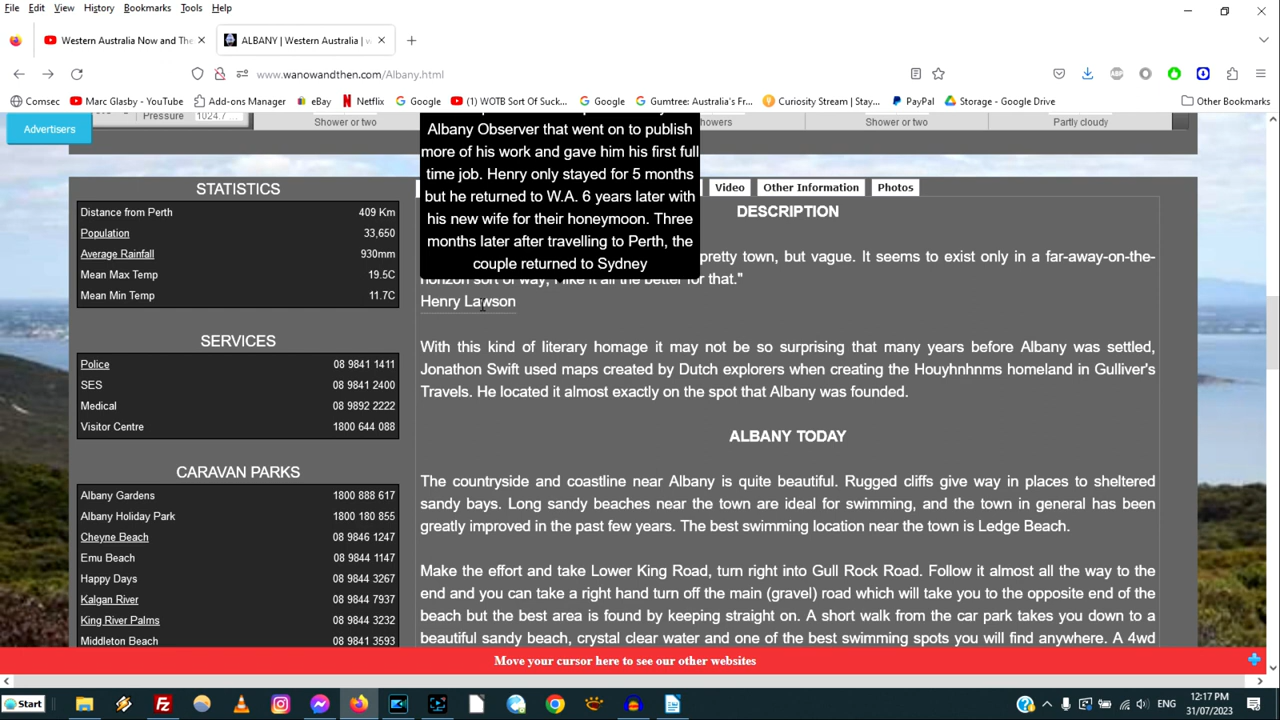 File Edit View History Bookmarks Tools Help
Western Australia Now and The
ALBANY | Western Australia | w
www.wanowandthen.com/Albany.html
Comsec Marc Glasby - YouTube Add-ons Manager eBay Netflix Google (1) WOTB Sort Of Suck... Google Gumtree: Australia's Fr... Curiosity Stream | Stay... PayPal Storage - Google Drive Other Bookmarks
Advertisers
Pressure 1024.7
Shower or two
howers
Shower or two
Partly cloudy
Albany Observer that went on to publish
more of his work and gave him his first full
time job. Henry only stayed for 5 months
but he returned to W.A. 6 years later with
his new wife for their honeymoon. Three
months later after travelling to Perth, the
couple returned to Sydney
STATISTICS
Distance from Perth 409 Km
Population 33,650
Average Rainfall 930mm
Mean Max Temp 19.5C
Mean Min Temp 11.7C
SERVICES
Police 08 9841 1411
SES 08 9841 2400
Medical 08 9892 2222
Visitor Centre 1800 644 088
CARAVAN PARKS
Albany Gardens 1800 888 617
Albany Holiday Park 1800 180 855
Cheyne Beach 08 9846 1247
Emu Beach 08 9844 1147
Happy Days 08 9844 3267
Kalgan River 08 9844 7937
King River Palms 08 9844 3232
Middleton Beach 08 9841 3593
Video Other Information Photos
DESCRIPTION
pretty town, but vague. It seems to exist only in a far-away-on-the-
horizon sort of way, I like it all the better for that."
Henry Lawson
With this kind of literary homage it may not be so surprising that many years before Albany was settled,
Jonathon Swift used maps created by Dutch explorers when creating the Houyhnhnms homeland in Gulliver's
Travels. He located it almost exactly on the spot that Albany was founded.
ALBANY TODAY
The countryside and coastline near Albany is quite beautiful. Rugged cliffs give way in places to sheltered
sandy bays. Long sandy beaches near the town are ideal for swimming, and the town in general has been
greatly improved in the past few years. The best swimming location near the town is Ledge Beach.
Make the effort and take Lower King Road, turn right into Gull Rock Road. Follow it almost all the way to the
end and you can take a right hand turn off the main (gravel) road which will take you to the opposite end of the
beach but the best area is found by keeping straight on. A short walk from the car park takes you down to a
beautiful sandy beach, crystal clear water and one of the best swimming spots you will find anywhere. A 4wd
Move your cursor here to see our other websites
Start
ENG
12:17 PM
31/07/2023